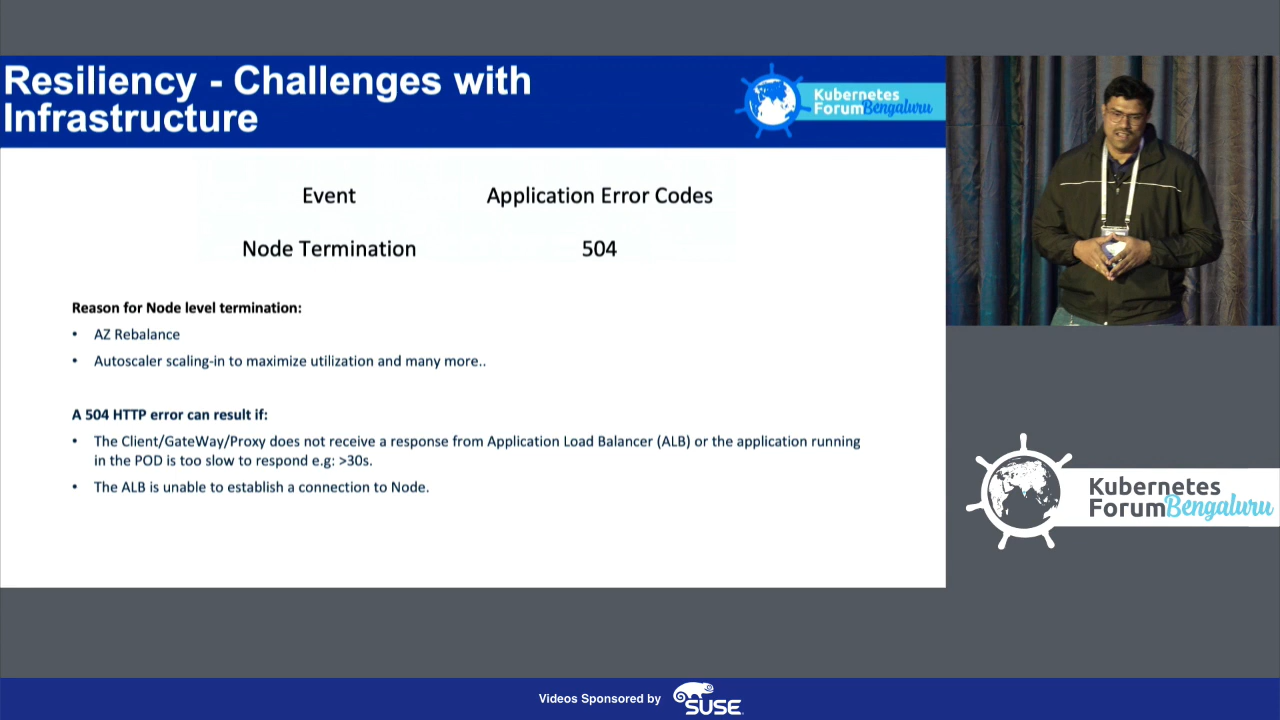 Resiliency - Challenges with
Infrastructure
Kubernetes
Forum Bengaluru
Event Application Error Codes
Node Termination 504
Reason for Node level termination:
• AZ Rebalance
• Autoscaler scaling-in to maximize utilization and many more..
A 504 HTTP error can result if:
• The Client/GateWay/Proxy does not receive a response from Application Load Balancer (ALB) or the application running
in the POD is too slow to respond e.g: >30s.
• The ALB is unable to establish a connection to Node.
Kubernetes
Forum Bengaluru
Videos Sponsored by SUSE